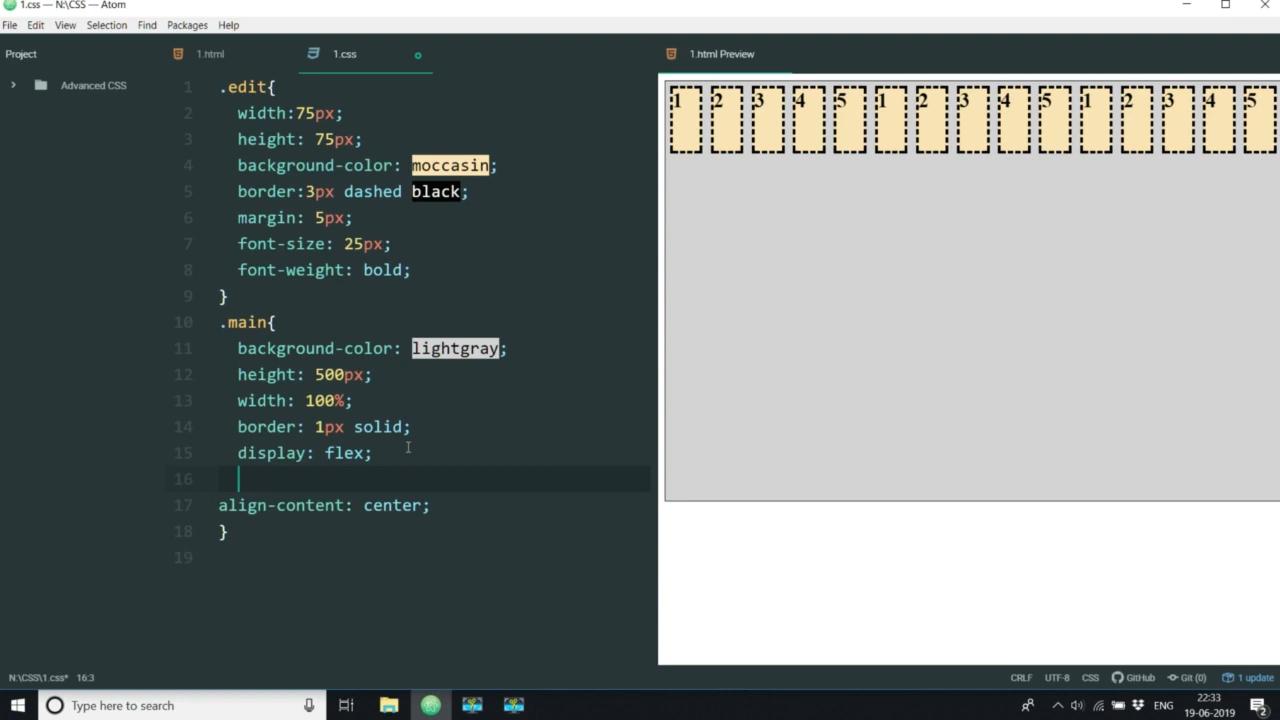 1.css — N:\CSS — Atom
File Edit View Selection Find Packages Help
Project
Advanced CSS
1.html
1.css
1.html Preview
1 .edit{
2 width:75px;
3 height: 75px;
4 background-color: moccasin;
5 border:3px dashed black;
6 margin: 5px;
7 font-size: 25px;
8 font-weight: bold;
9 }
10 .main{
11 background-color: lightgray;
12 height: 500px;
13 width: 100%;
14 border: 1px solid;
15 display: flex;
16
17 align-content: center;
18 }
19
1 2 3 4 5 1 2 3 4 5 1 2 3 4 5
N:\CSS\1.css* 16:3
CRLF UTF-8 CSS GitHub Git (0) 1 update
Type here to search
ENG
22:33
19-06-2019
2